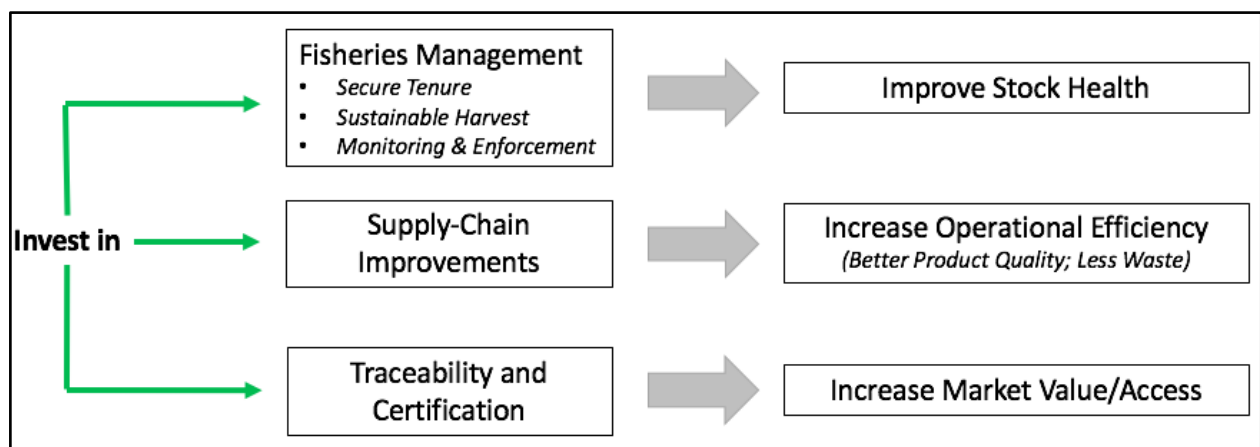 Fisheries Management
• Secure Tenure
• Sustainable Harvest
• Monitoring & Enforcement
Improve Stock Health
Invest in
Supply-Chain
Improvements
Increase Operational Efficiency
(Better Product Quality; Less Waste)
Traceability and
Certification
Increase Market Value/Access